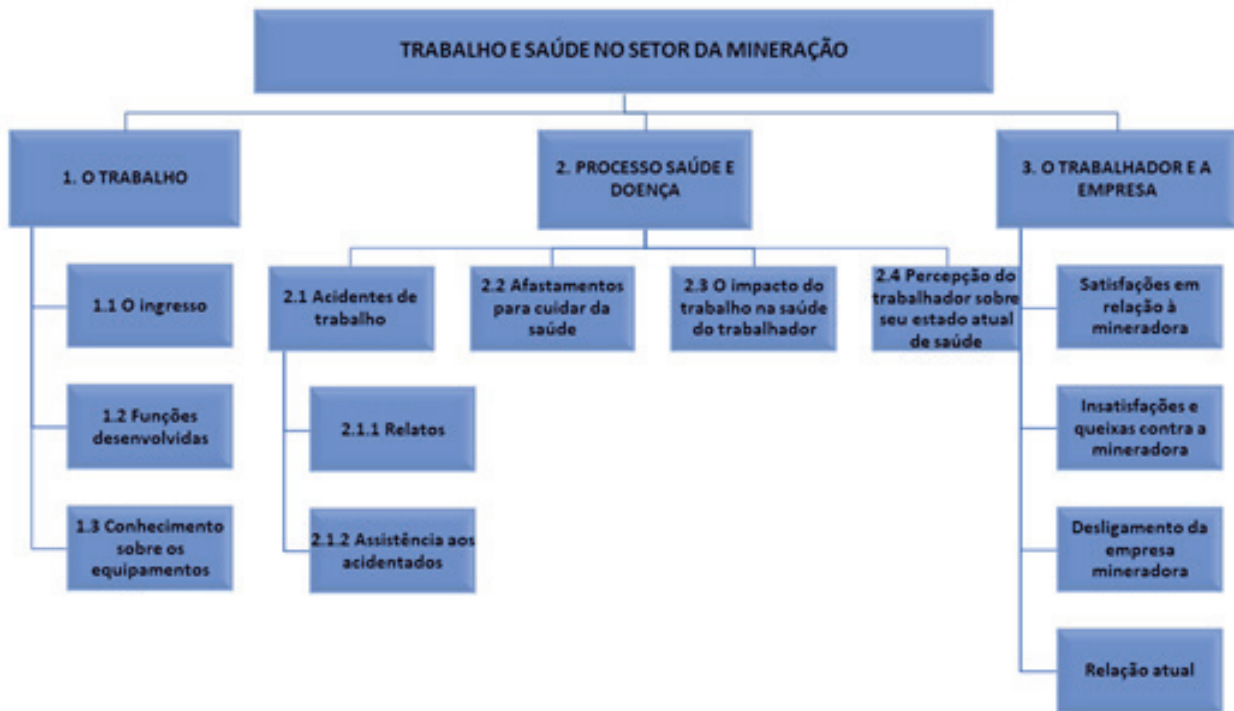 TRABALHO E SAÚDE NO SETOR DA MINERAÇÃO
1. O TRABALHO
1.1 O ingresso
1.2 Funções
desenvolvidas
1.3 Conhecimento
sobre os
equipamentos
2. PROCESSO SAÚDE E
DOENÇA
2.1 Acidentes de
trabalho
2.1.1 Relatos
2.1.2 Assistência aos
acidentados
2.2 Afastamentos
para cuidar da
saúde
2.3 O impacto do
trabalho na saúde
do trabalhador
2.4 Percepção do
trabalhador sobre
seu estado atual
de saúde
3. O TRABALHADOR E A
EMPRESA
Satisfações em
relação à
mineradora
Insatisfações e
queixas contra a
mineradora
Desligamento da
empresa
mineradora
Relação atual